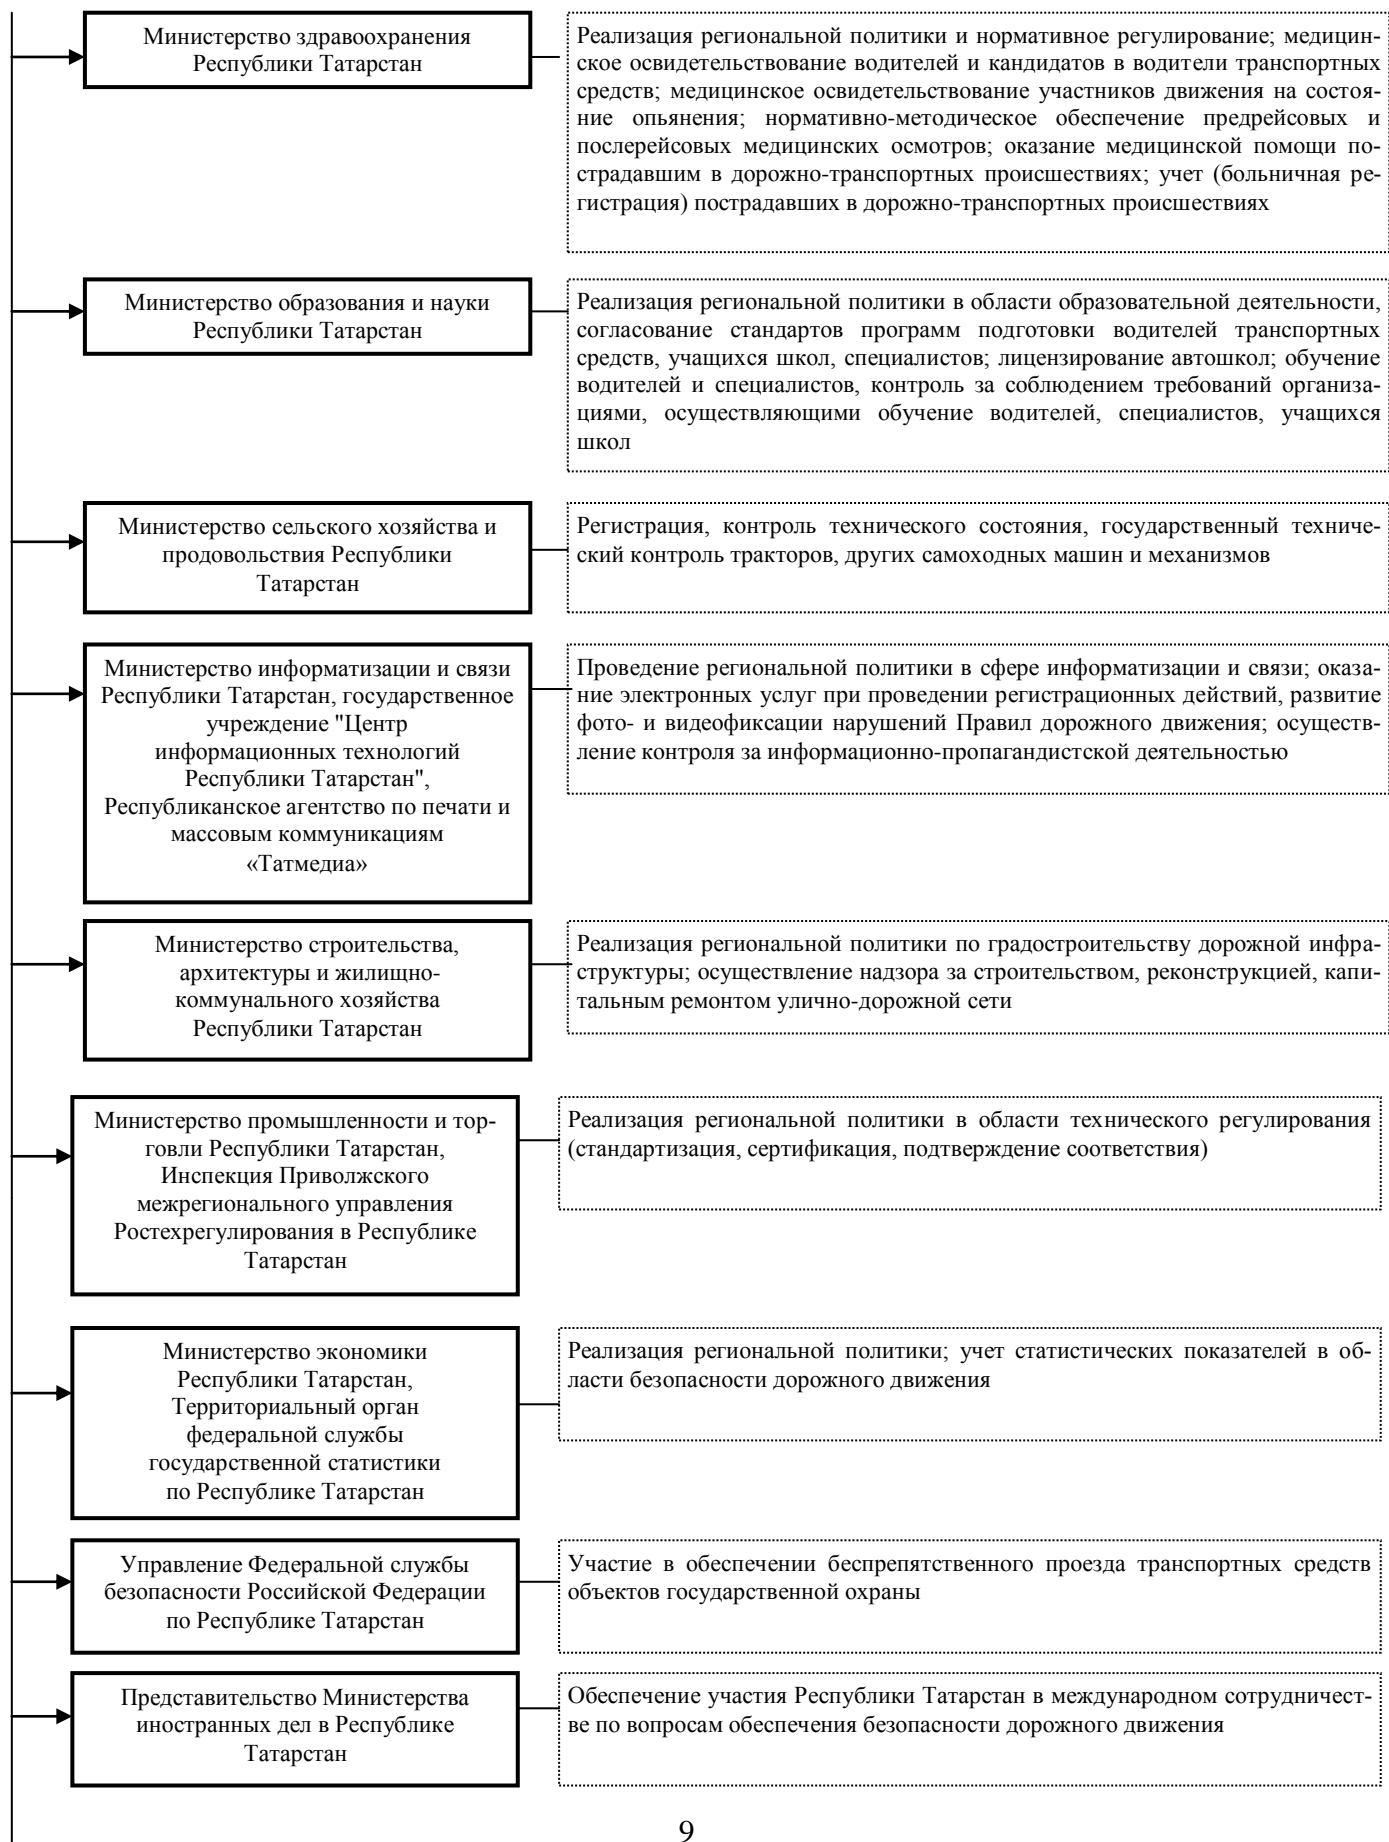 Министерство здравоохранения
Республики Татарстан
Реализация региональной политики и нормативное регулирование; медицин-
ское освидетельствование водителей и кандидатов в водители транспортных
средств; медицинское освидетельствование участников движения на состоя-
ние опьянения; нормативно-методическое обеспечение предрейсовых и
послерейсовых медицинских осмотров; оказание медицинской помощи по-
страдавшим в дорожно-транспортных происшествиях; учет (больничная ре-
гистрация) пострадавших в дорожно-транспортных происшествиях
Министерство образования и науки
Республики Татарстан
Реализация региональной политики в области образовательной деятельности,
согласование стандартов программ подготовки водителей транспортных
средств, учащихся школ, специалистов; лицензирование автошкол; обучение
водителей и специалистов, контроль за соблюдением требований организа-
циями, осуществляющими обучение водителей, специалистов, учащихся
школ
Министерство сельского хозяйства и
продовольствия Республики
Татарстан
Регистрация, контроль технического состояния, государственный техниче-
ский контроль тракторов, других самоходных машин и механизмов
Министерство информатизации и связи
Республики Татарстан, государственное
учреждение "Центр
информационных технологий
Республики Татарстан",
Республиканское агентство по печати и
массовым коммуникациям
«Татмедиа»
Проведение региональной политики в сфере информатизации и связи; оказа-
ние электронных услуг при проведении регистрационных действий, развитие
фото- и видеофиксации нарушений Правил дорожного движения; осуществ-
ление контроля за информационно-пропагандистской деятельностью
Министерство строительства,
архитектуры и жилищно-
коммунального хозяйства
Республики Татарстан
Реализация региональной политики по градостроительству дорожной инфра-
структуры; осуществление надзора за строительством, реконструкцией, капи-
тальным ремонтом улично-дорожной сети
Министерство промышленности и тор-
говли Республики Татарстан,
Инспекция Приволжского
межрегионального управления
Ростехрегулирования в Республике
Татарстан
Реализация региональной политики в области технического регулирования
(стандартизация, сертификация, подтверждение соответствия)
Министерство экономики
Республики Татарстан,
Территориальный орган
федеральной службы
государственной статистики
по Республике Татарстан
Реализация региональной политики; учет статистических показателей в об-
ласти безопасности дорожного движения
Управление Федеральной службы
безопасности Российской Федерации
по Республике Татарстан
Участие в обеспечении беспрепятственного проезда транспортных средств
объектов государственной охраны
Представительство Министерства
иностранных дел в Республике
Татарстан
Обеспечение участия Республики Татарстан в международном сотрудничест-
ве по вопросам обеспечения безопасности дорожного движения
9